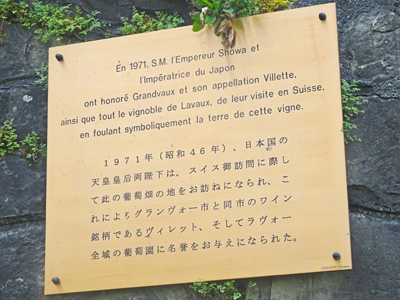 En 1971, S.M. l'Empereur Showa et
l'Impératrice du Japon
ont honoré Grandvaux et son appellation Villette,
ainsi que tout le vignoble de Lavaux, de leur visite en Suisse,
en foulant symboliquement la terre de cette vigne.
1971年（昭和46年）、日本国の
天皇皇后両陛下は、スイス御訪問に際し
て此の葡萄畑の地をお訪ねになられ、こ
れによりグランヴォー市と同市のワイン
銘柄であるヴィレット、そしてラヴォー
全域の葡萄園に名誉をお与えになられた。